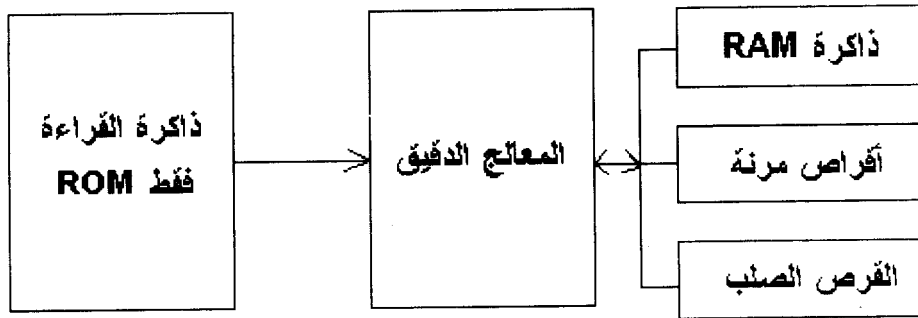 ذاكرة RAM
أقراص مرنة
القرص الصلب
المعالج الدقيق
ذاكرة القراءة
فقط ROM